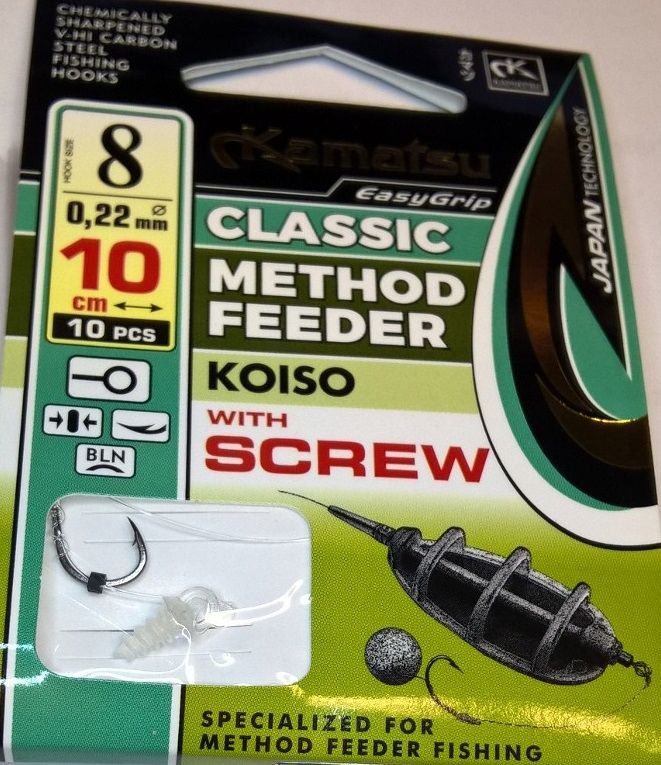 CHEMICALLY
SHARPENED
V-HI CARBON
STEEL
FISHING
HOOKS
HOOK SIZE
8
0,22 mm Ø
10
cm
10 PCS
BLN
Kamatsu
EasyGrip
CLASSIC
METHOD
FEEDER
KOISO
WITH
SCREW
JAPAN TECHNOLOGY
SPECIALIZED FOR
METHOD FEEDER FISHING